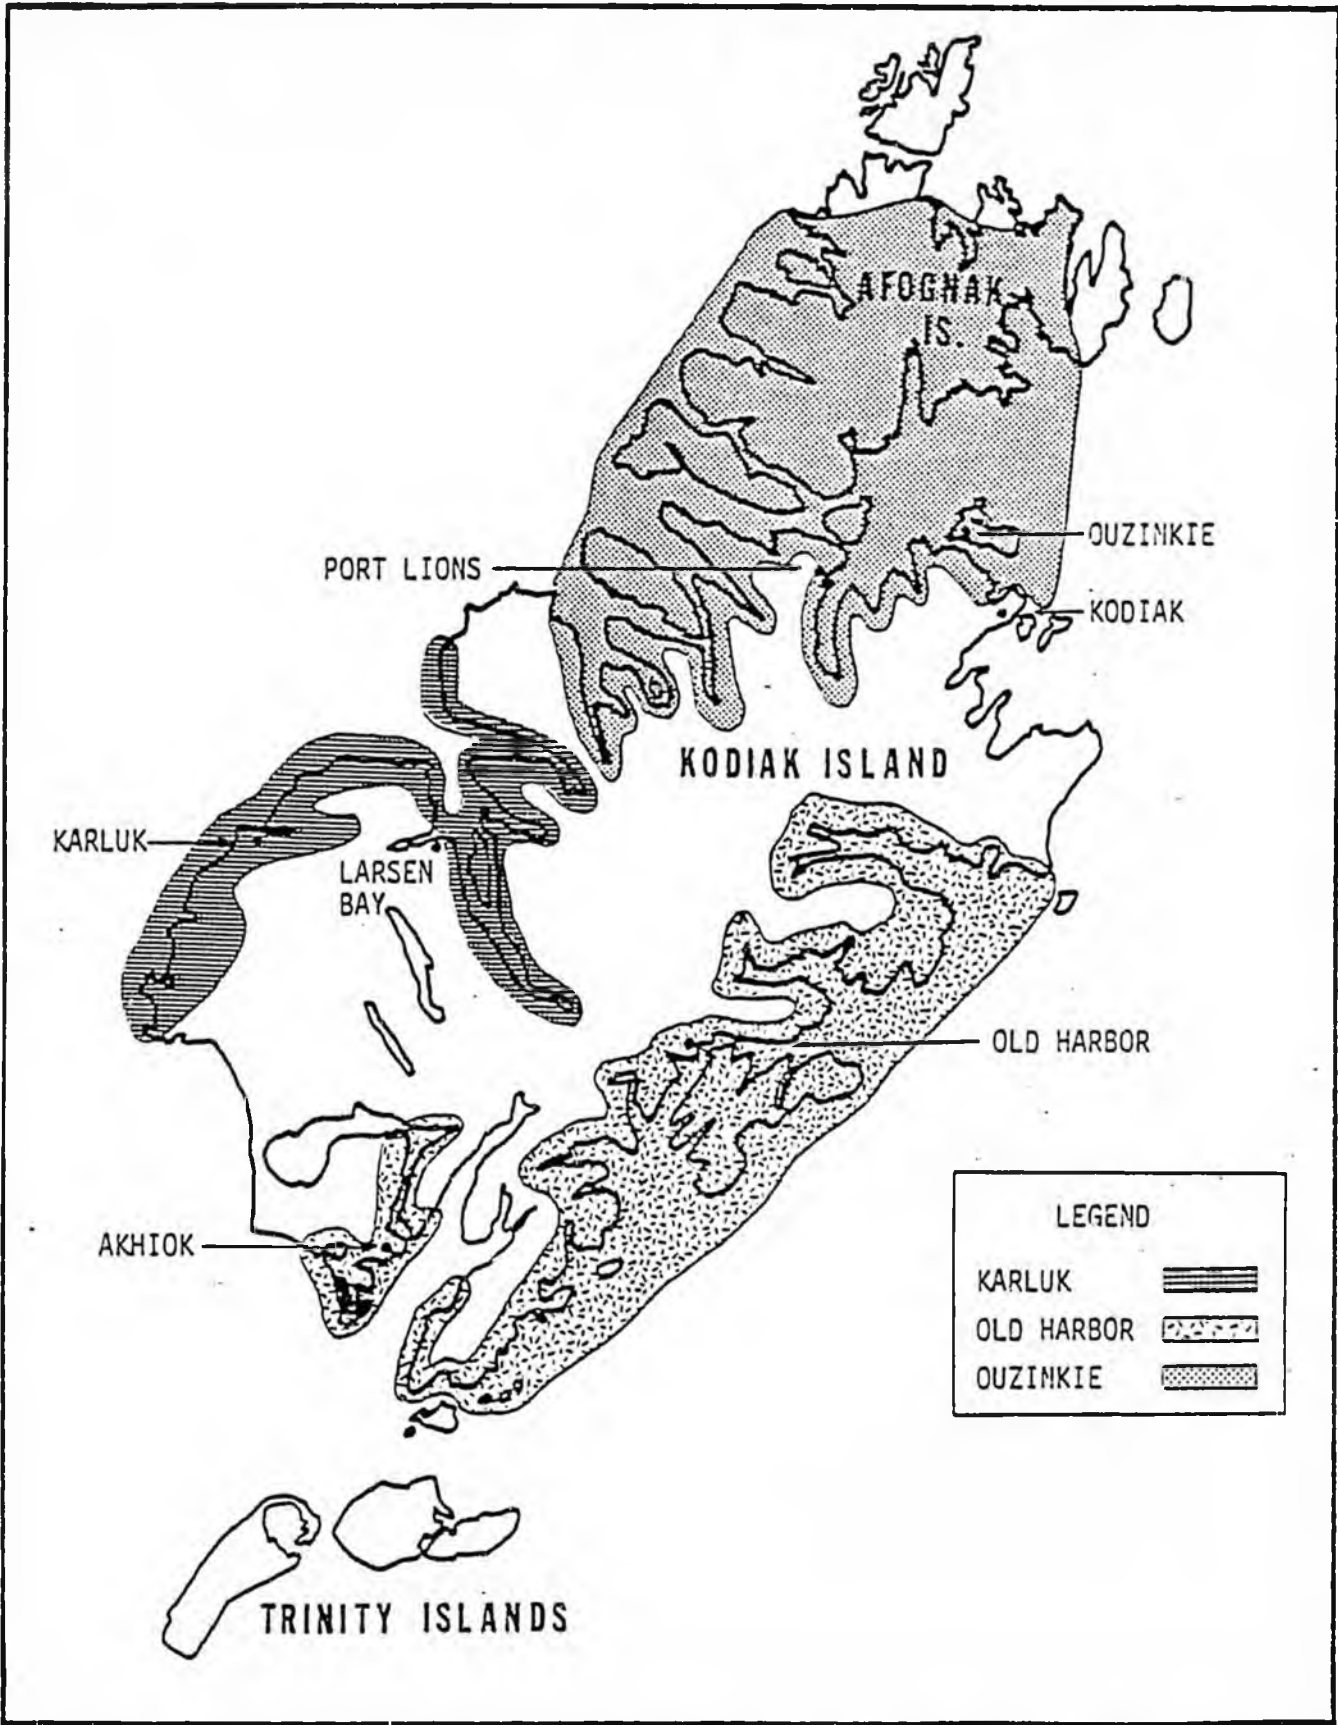 AFOGNAK
IS.
OUZINKIE
PORT LIONS
KODIAK
KODIAK ISLAND
KARLUK
LARSEN
BAY
OLD HARBOR
AKHIOK
LEGEND
KARLUK
OLD HARBOR
OUZINKIE
TRINITY ISLANDS